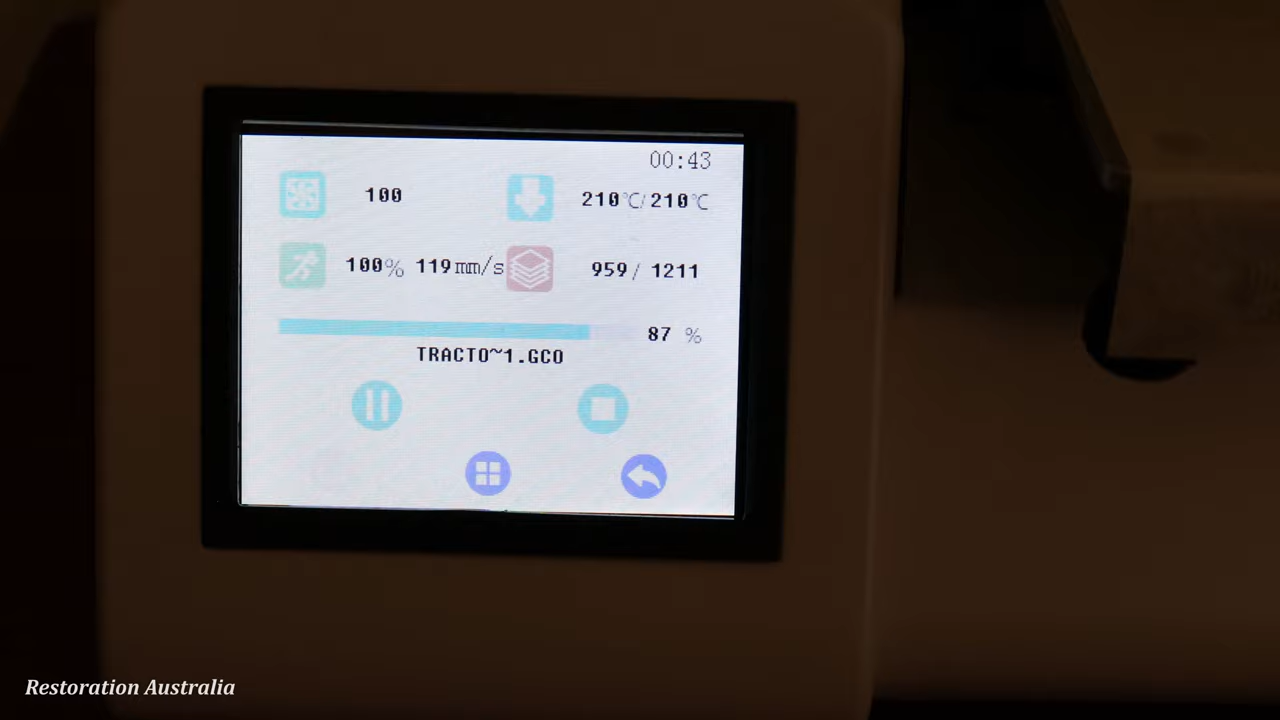 00:43
100 210℃/210℃
100% 119mm/s 959/ 1211
87 %
TRACTO~1.GCO
Restoration Australia